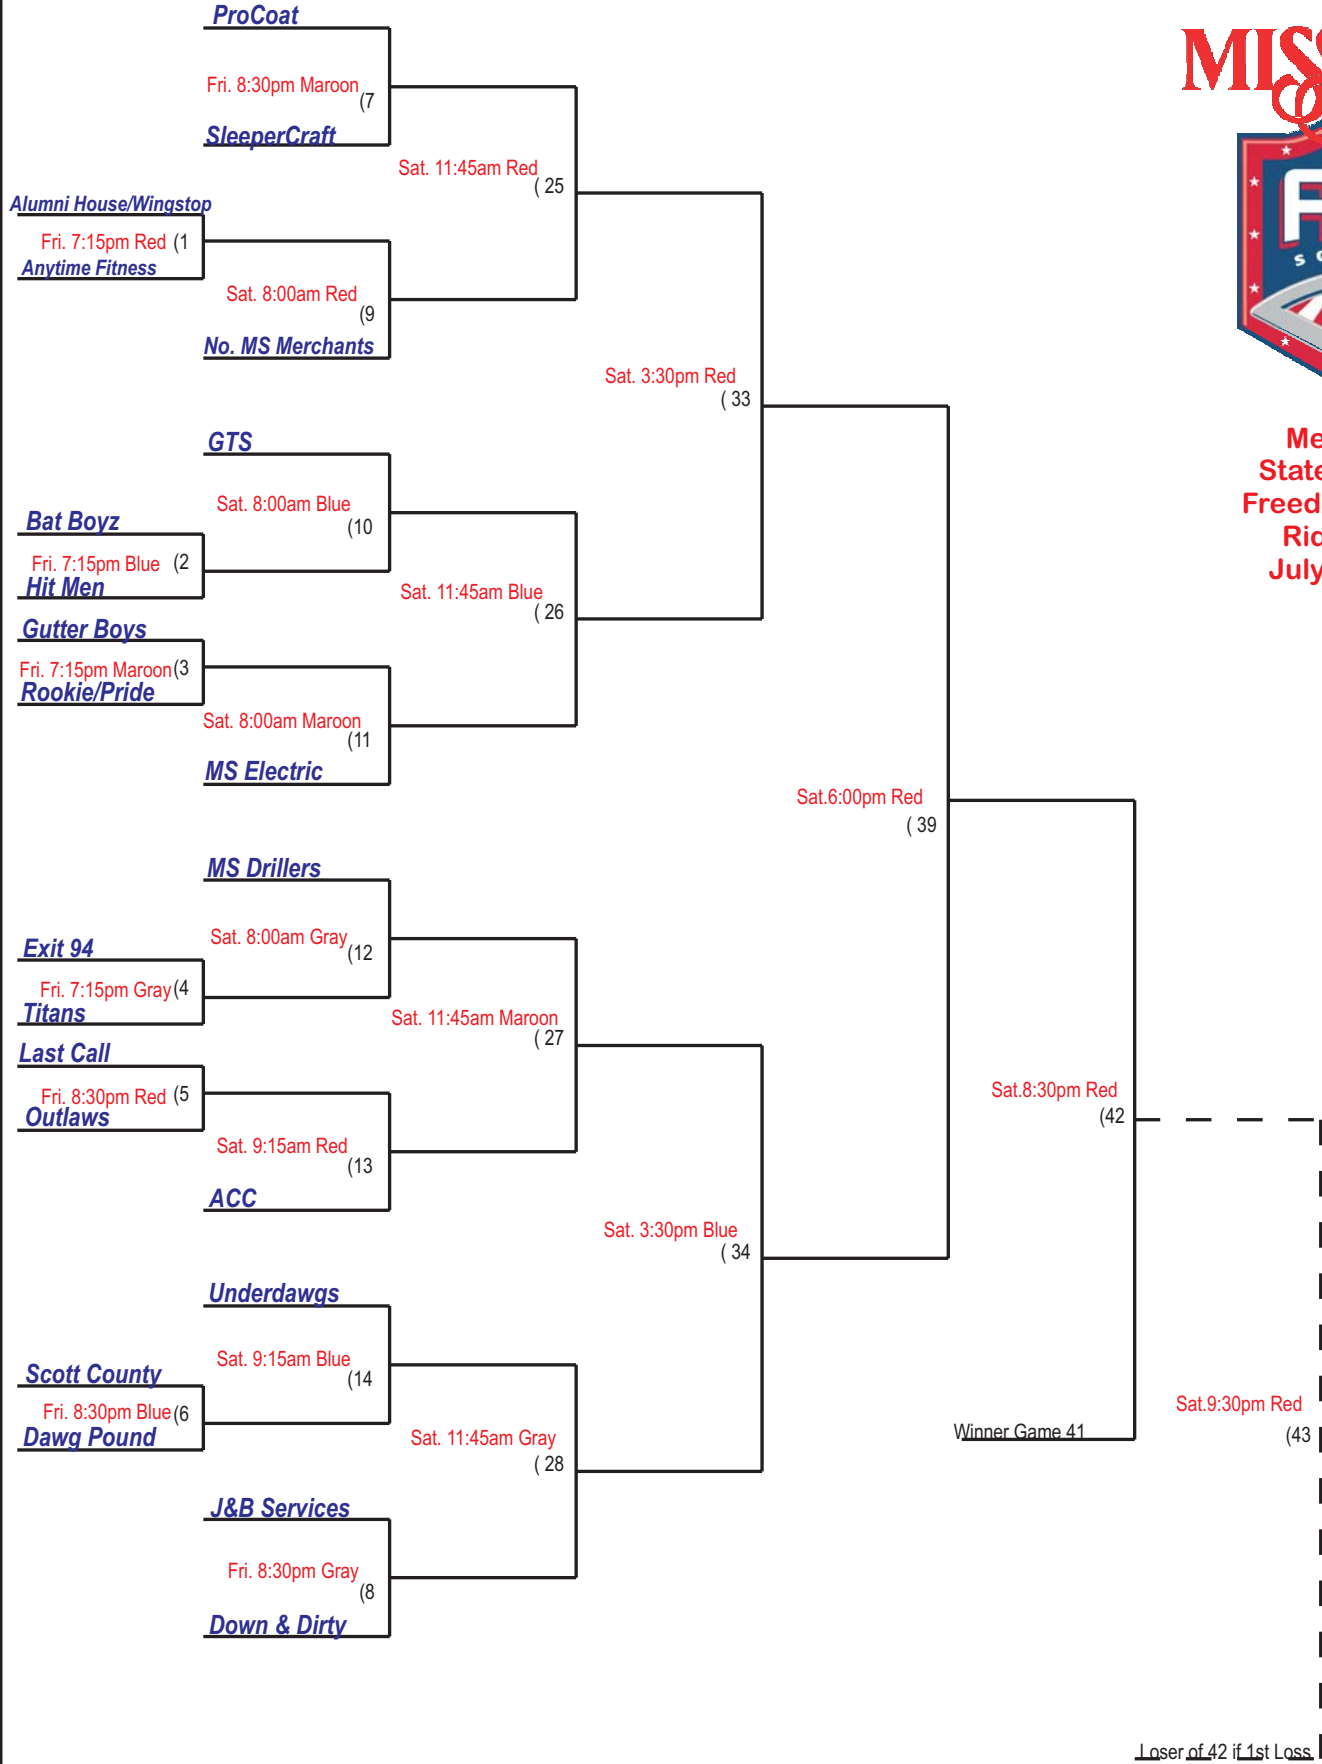 ProCoat
Fri. 8:30pm Maroon
(7
SleeperCraft
Sat. 11:45am Red
( 25
Alumni House/Wingstop
Fri. 7:15pm Red (1
Anytime Fitness
Sat. 8:00am Red
(9
No. MS Merchants
Sat. 3:30pm Red
( 33
GTS
Sat. 8:00am Blue
(10
Bat Boyz
Fri. 7:15pm Blue (2
Hit Men
Sat. 11:45am Blue
( 26
Gutter Boys
Fri. 7:15pm Maroon (3
Rookie/Pride
Sat. 8:00am Maroon
(11
MS Electric
Sat.6:00pm Red
( 39
MS Drillers
Sat. 8:00am Gray
(12
Exit 94
Fri. 7:15pm Gray (4
Titans
Sat. 11:45am Maroon
( 27
Last Call
Fri. 8:30pm Red (5
Outlaws
Sat. 9:15am Red
(13
ACC
Sat.8:30pm Red
(42
Sat. 3:30pm Blue
( 34
Underdawgs
Sat. 9:15am Blue
(14
Scott County
Fri. 8:30pm Blue (6
Dawg Pound
Sat. 11:45am Gray
( 28
Winner Game 41
Sat.9:30pm Red
(43
J&B Services
Fri. 8:30pm Gray
(8
Down & Dirty
Loser of 42 if 1st Loss
MISS
Me
State
Freed
Rid
July